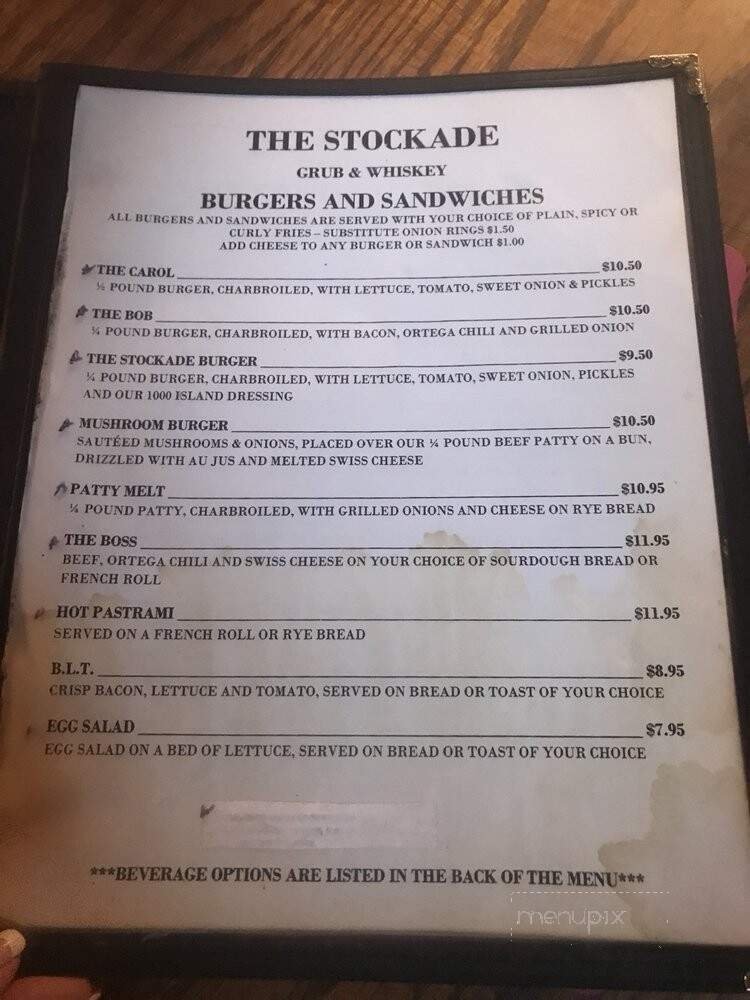 THE STOCKADE
GRUB & WHISKEY
BURGERS AND SANDWICHES
ALL BURGERS AND SANDWICHES ARE SERVED WITH YOUR CHOICE OF PLAIN, SPICY OR
CURLY FRIES – SUBSTITUTE ONION RINGS $1.50
ADD CHEESE TO ANY BURGER OR SANDWICH $1.00
THE CAROL $10.50
½ POUND BURGER, CHARBROILED, WITH LETTUCE, TOMATO, SWEET ONION & PICKLES
THE BOB $10.50
¼ POUND BURGER, CHARBROILED, WITH BACON, ORTEGA CHILI AND GRILLED ONION
THE STOCKADE BURGER $9.50
¼ POUND BURGER, CHARBROILED, WITH LETTUCE, TOMATO, SWEET ONION, PICKLES
AND OUR 1000 ISLAND DRESSING
MUSHROOM BURGER $10.50
SAUTÉED MUSHROOMS & ONIONS, PLACED OVER OUR ¼ POUND BEEF PATTY ON A BUN,
DRIZZLED WITH AU JUS AND MELTED SWISS CHEESE
PATTY MELT $10.95
¼ POUND PATTY, CHARBROILED, WITH GRILLED ONIONS AND CHEESE ON RYE BREAD
THE BOSS $11.95
BEEF, ORTEGA CHILI AND SWISS CHEESE ON YOUR CHOICE OF SOURDOUGH BREAD OR
FRENCH ROLL
HOT PASTRAMI $11.95
SERVED ON A FRENCH ROLL OR RYE BREAD
B.L.T. $8.95
CRISP BACON, LETTUCE AND TOMATO, SERVED ON BREAD OR TOAST OF YOUR CHOICE
EGG SALAD $7.95
EGG SALAD ON A BED OF LETTUCE, SERVED ON BREAD OR TOAST OF YOUR CHOICE
***BEVERAGE OPTIONS ARE LISTED IN THE BACK OF THE MENU***
menupix